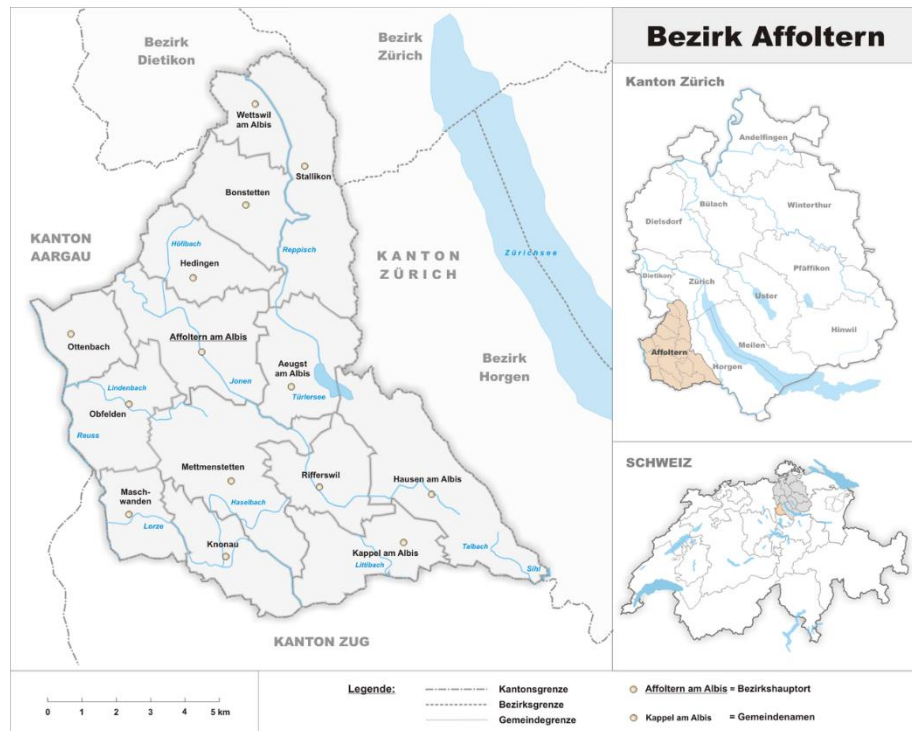 Bezirk
Dietikon
Bezirk
Zürich
Wettswil
am Albis
Stallikon
Bonstetten
KANTON
AARGAU
Höflbach
Hedingen
Reppisch
KANTON
ZÜRICH
Zürichsee
Ottenbach
Affoltern am Albis
Aeugst
am Albis
Bezirk
Horgen
Lindenbach
Jonen
Türlersee
Obfelden
Reuss
Mettmenstetten
Rifferswil
Hausen am Albis
Masch-
wanden
Haselbach
Lorze
Knonau
Kappel am Albis
Littibach
Talbach
Sihl
KANTON ZUG
Bezirk Affoltern
Kanton Zürich
Andelfingen
Bülach
Winterthur
Dielsdorf
Dietikon
Zürich
Pfäffikon
Uster
Hinwil
Meilen
Affoltern
Horgen
SCHWEIZ
0 1 2 3 4 5 km
Legende:
Kantonsgrenze
Bezirksgrenze
Gemeindegrenze
Affoltern am Albis = Bezirkshauptort
Kappel am Albis = Gemeindenamen